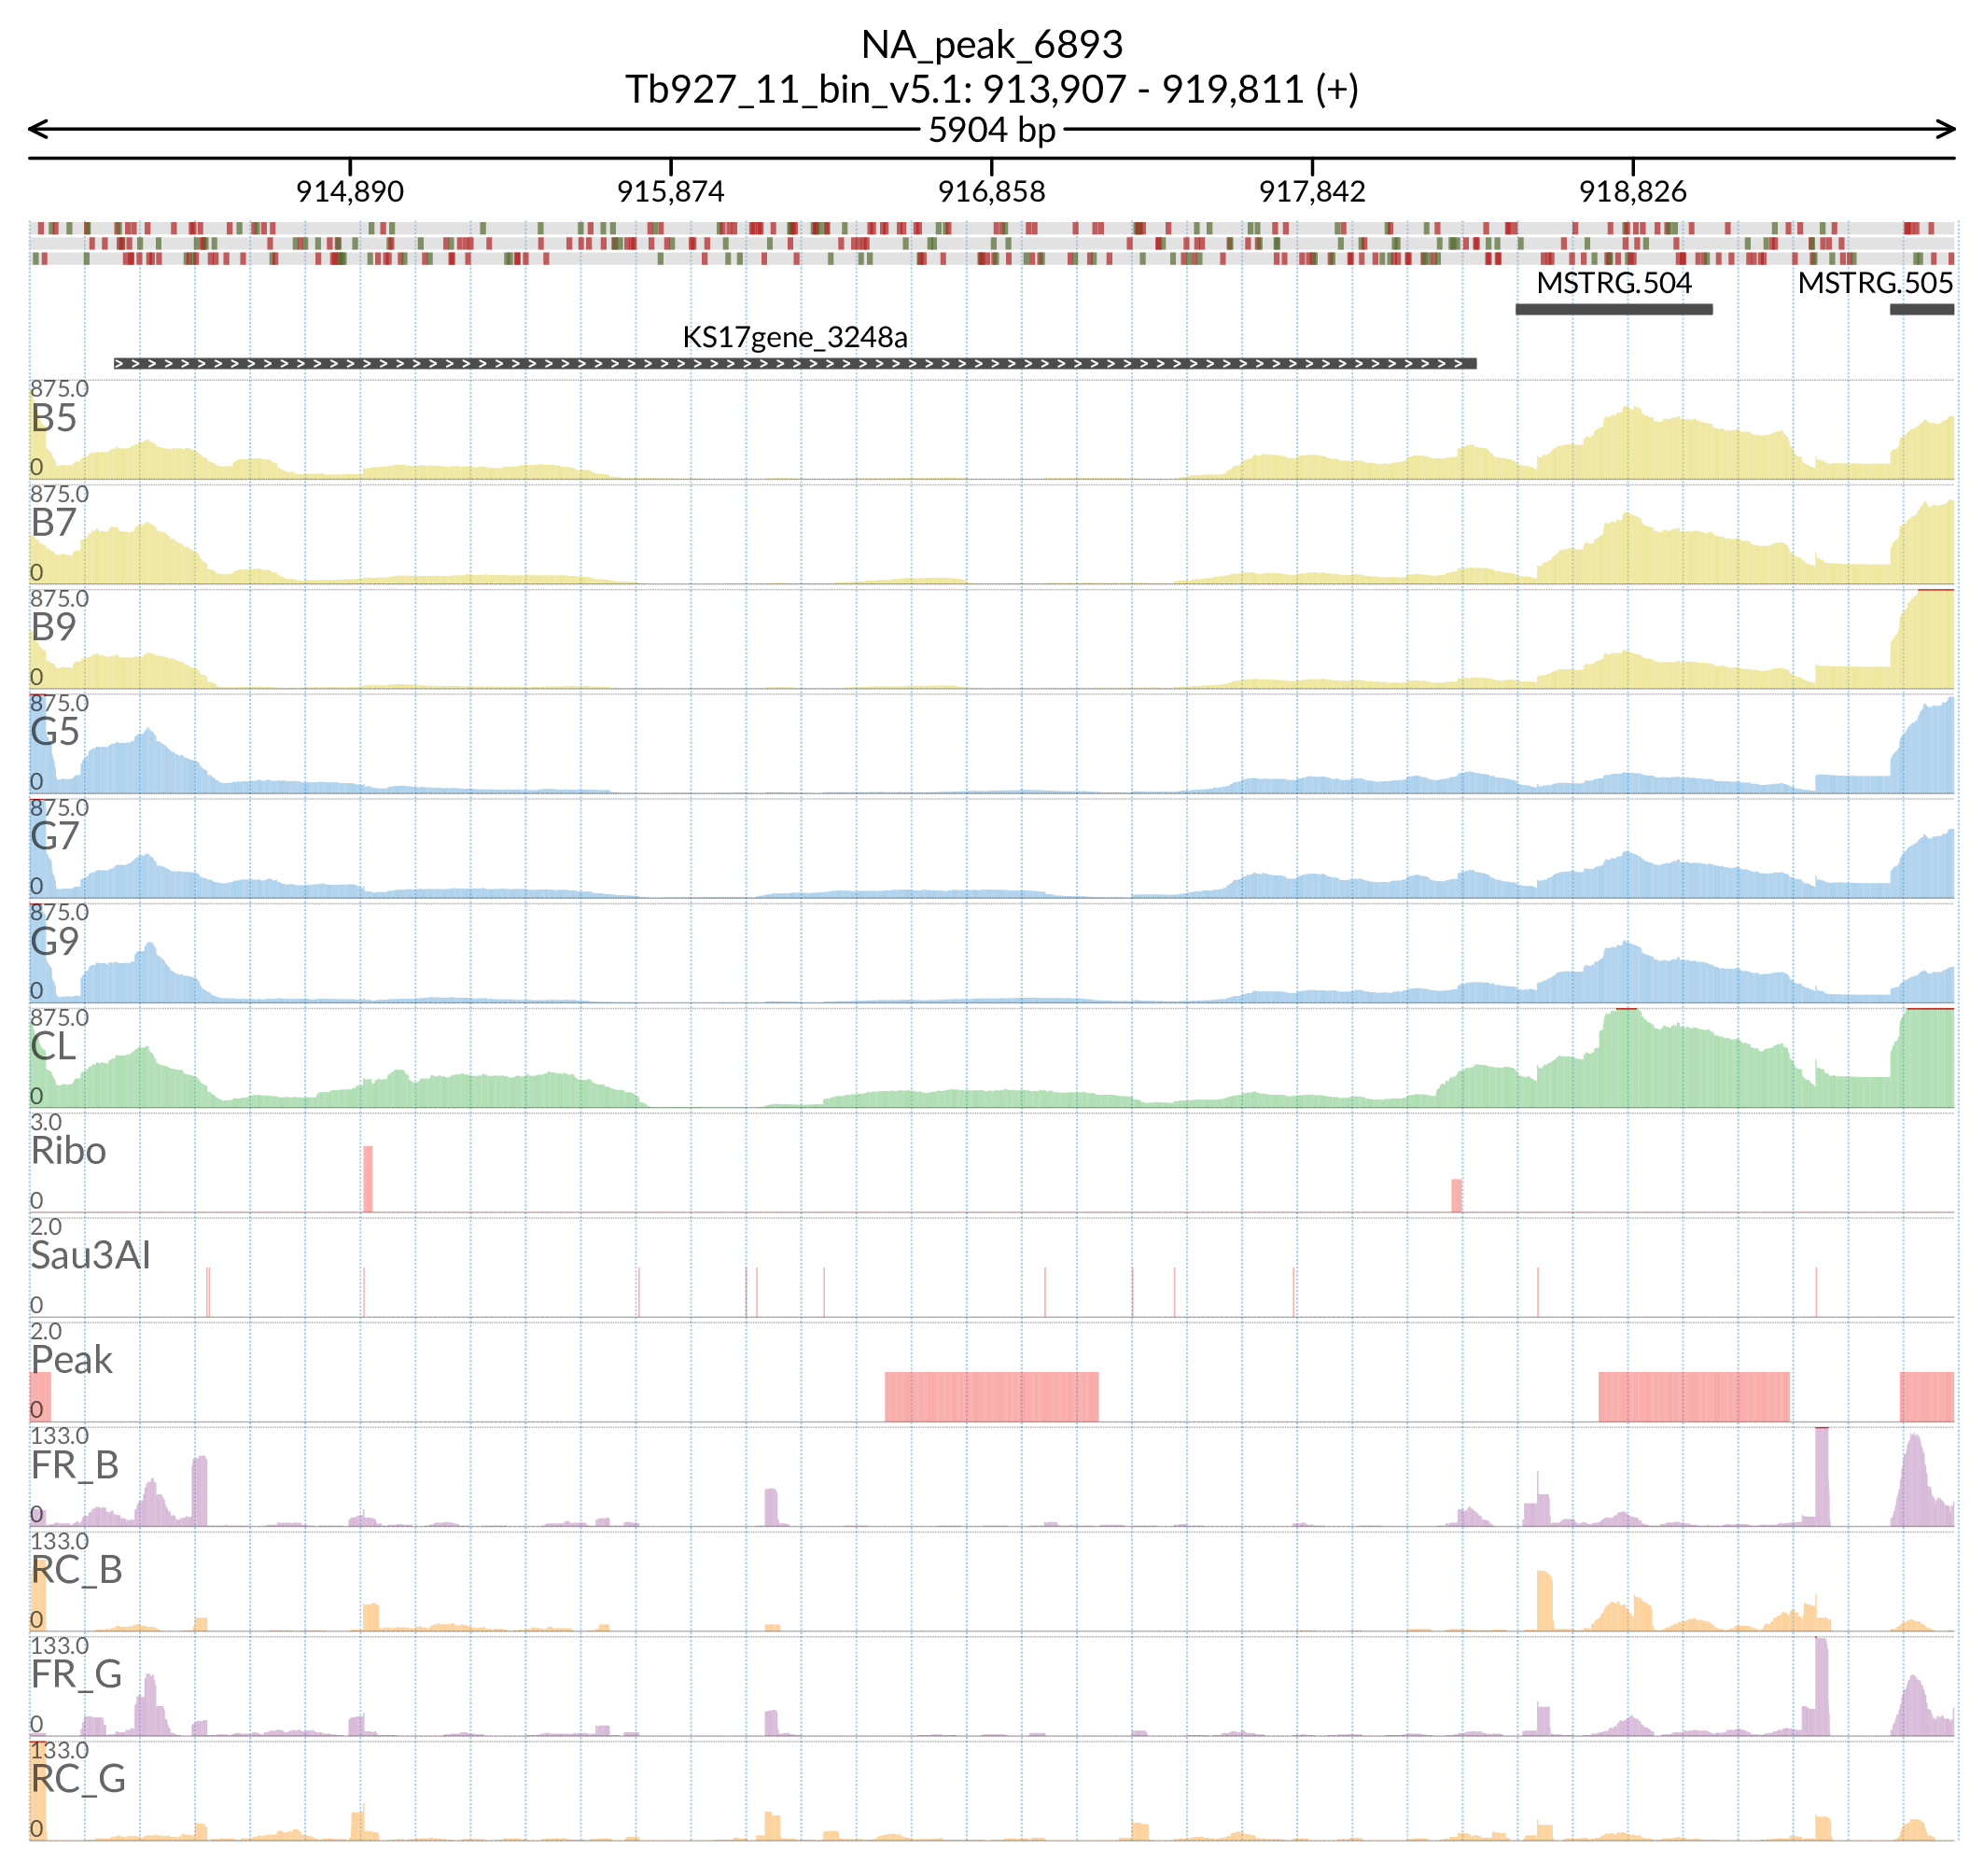 NA_peak_6893
Tb927_11_bin_v5.1: 913,907 - 919,811 (+)
5904 bp
914,890 915,874 916,858 917,842 918,826
MSTRG.504 MSTRG.505
KS17gene_3248a
875.0
B5
0
875.0
B7
0
875.0
B9
0
875.0
G5
0
875.0
G7
0
875.0
G9
0
875.0
CL
0
3.0
Ribo
0
2.0
Sau3AI
0
2.0
Peak
0
133.0
FR_B
0
133.0
RC_B
0
133.0
FR_G
0
133.0
RC_G
0